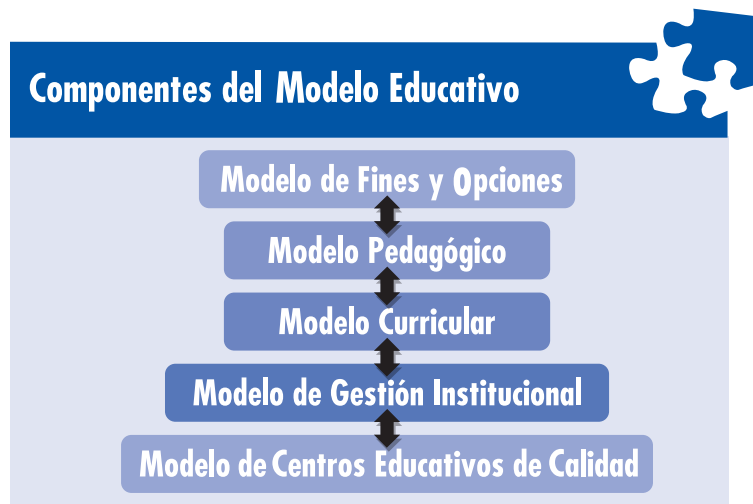 Componentes del Modelo Educativo
Modelo de Fines y Opciones
Modelo Pedagógico
Modelo Curricular
Modelo de Gestión Institucional
Modelo de Centros Educativos de Calidad